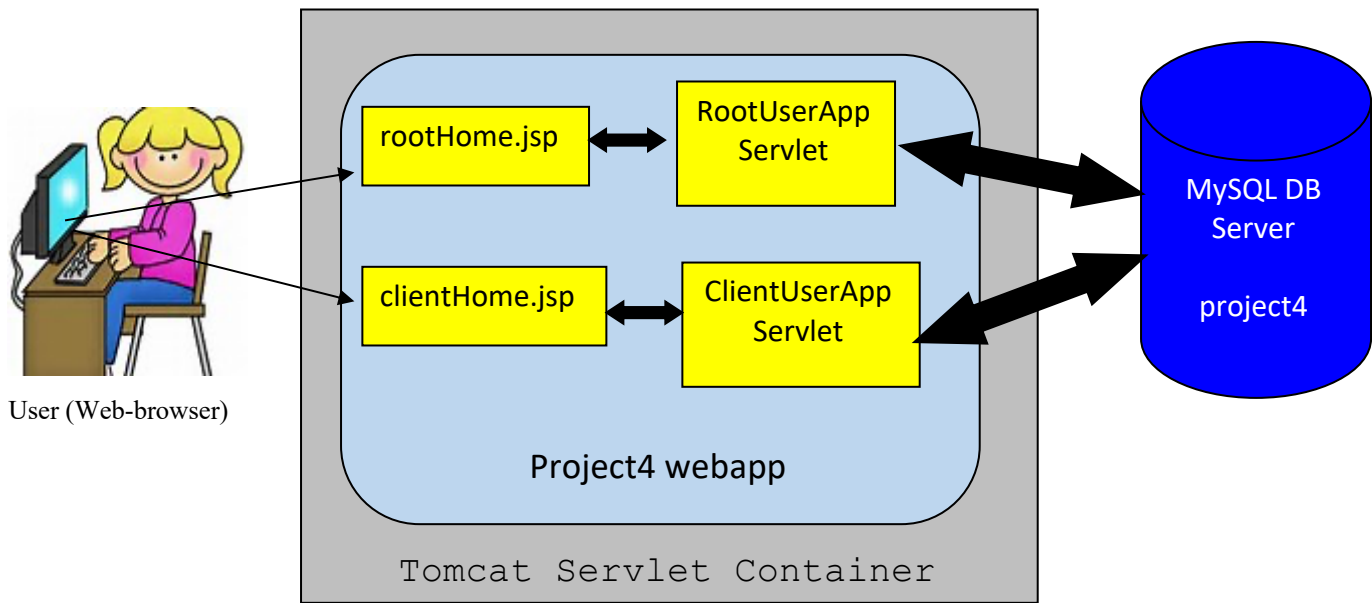 rootHome.jsp
RootUserApp
Servlet
MySQL DB
Server
project4
clientHome.jsp
ClientUserApp
Servlet
User (Web-browser)
Project4 webapp
Tomcat Servlet Container